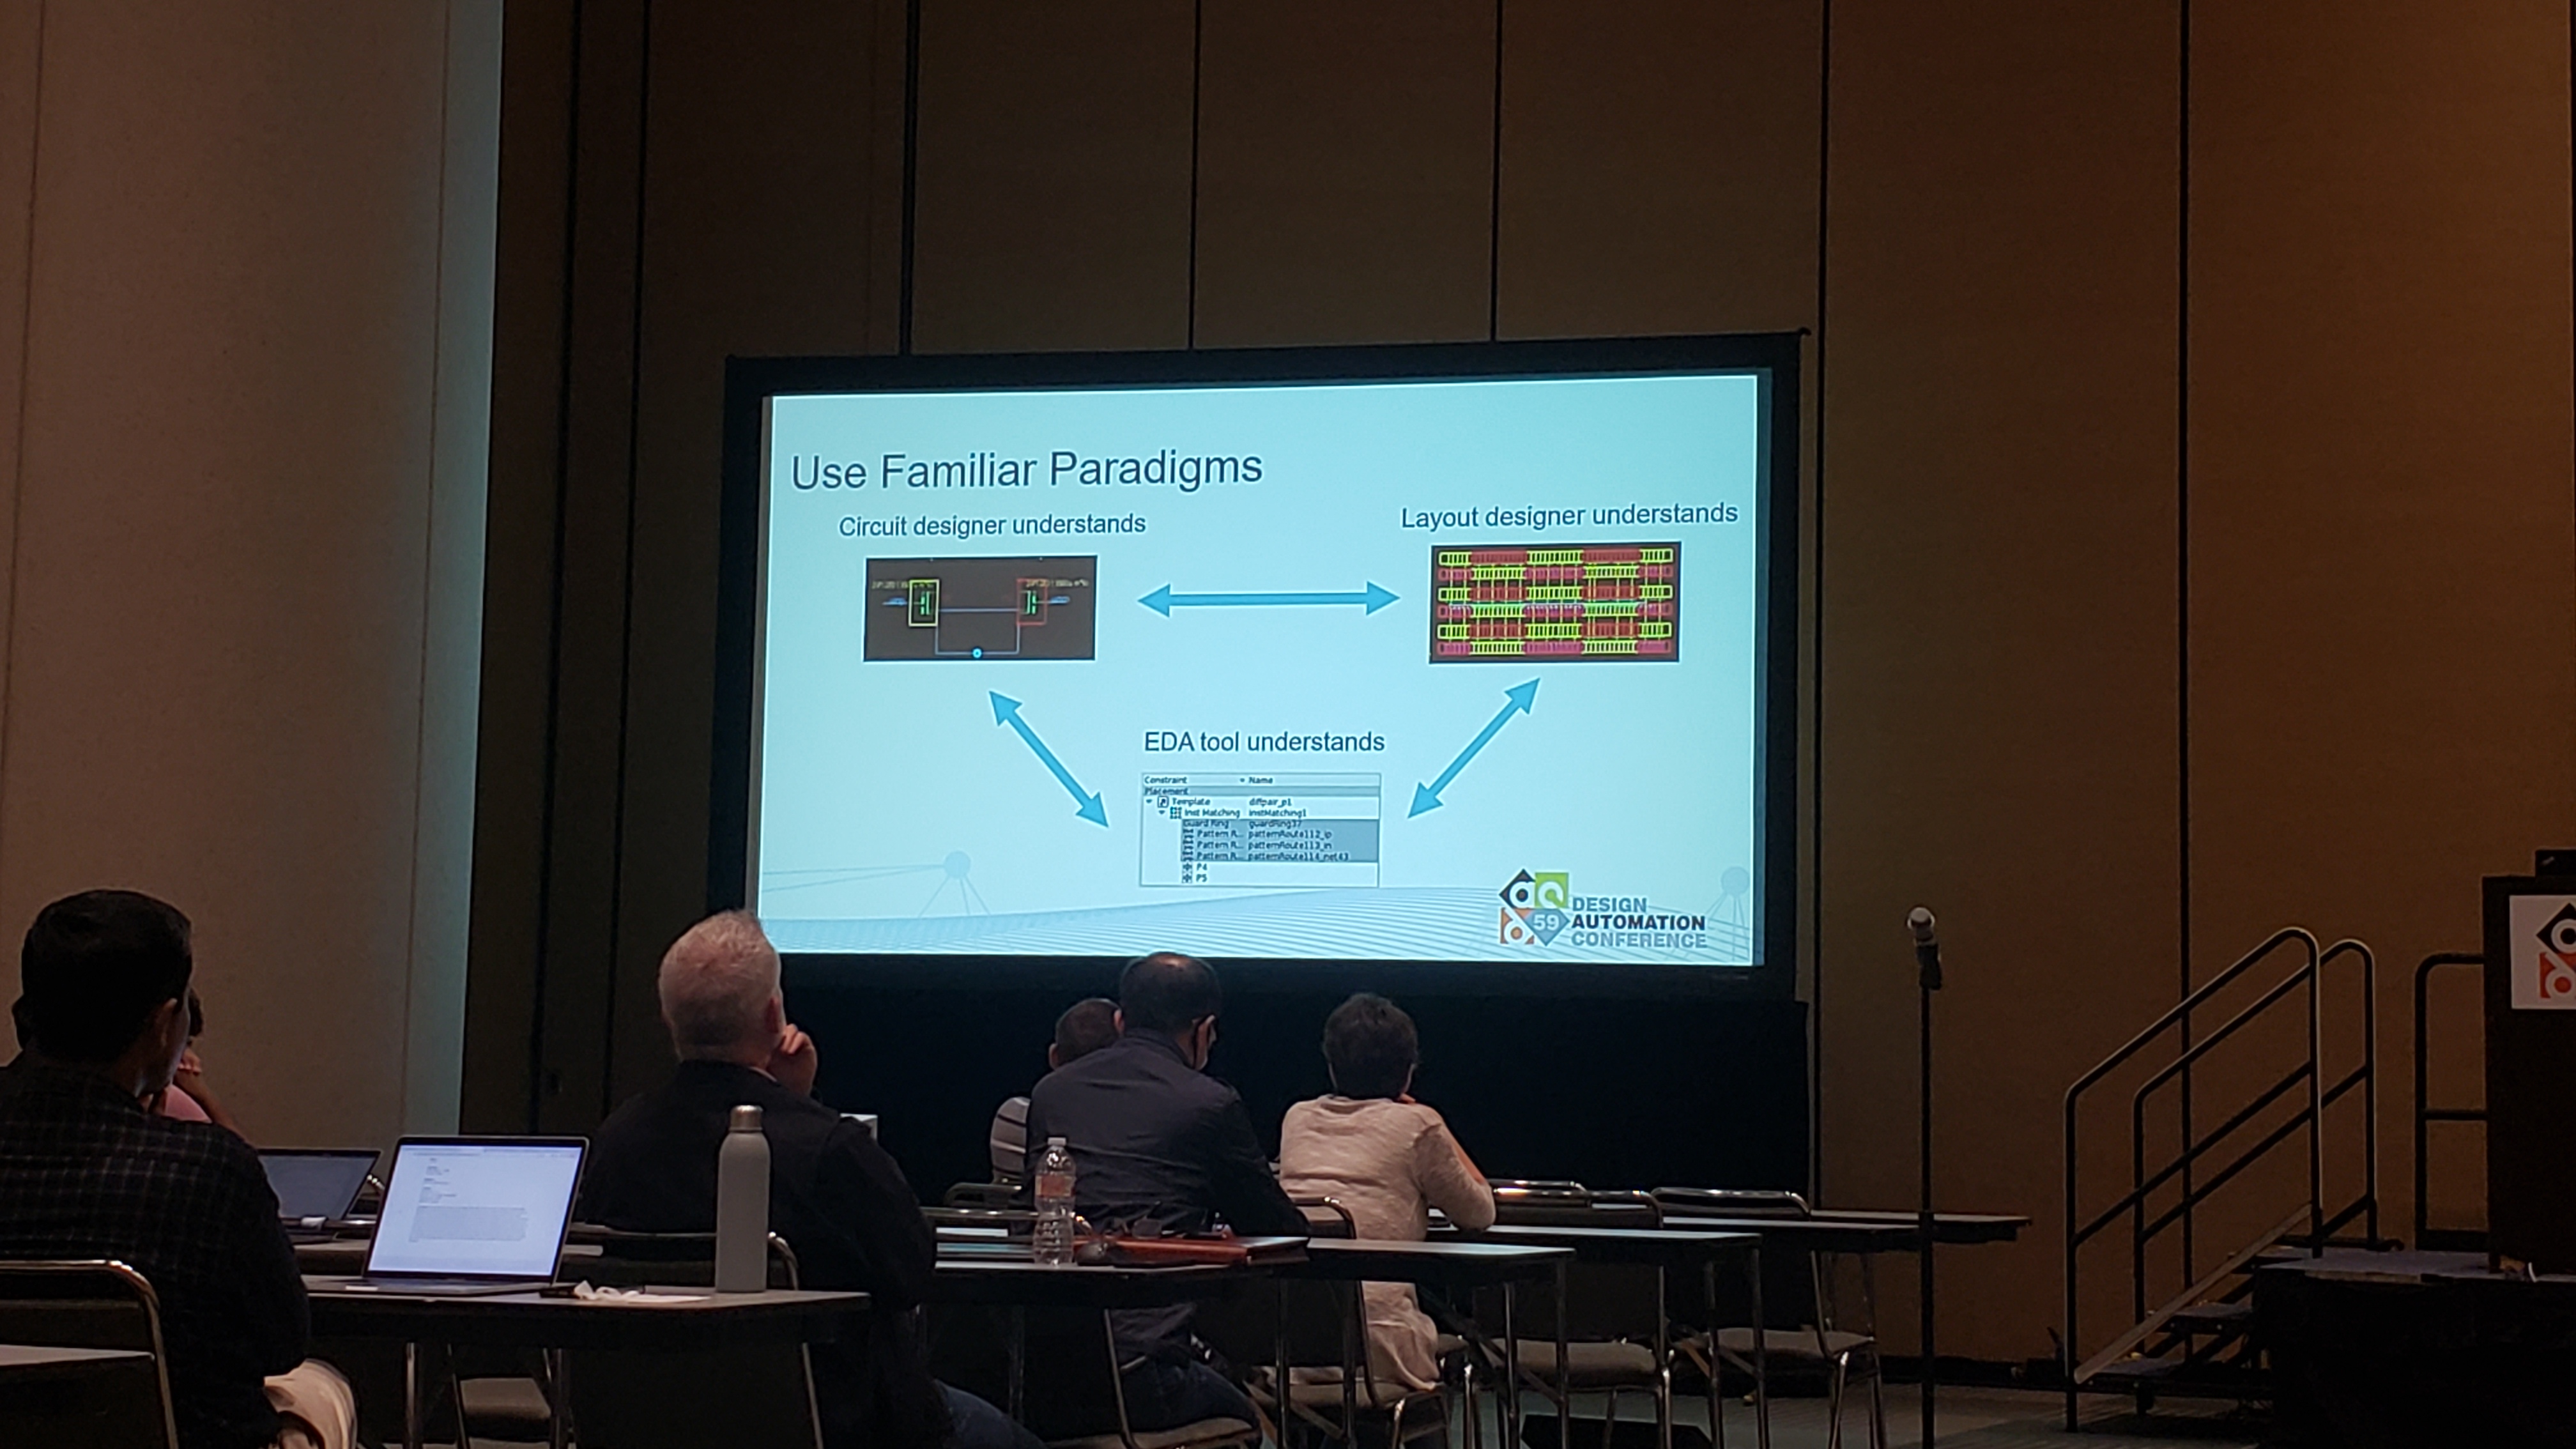 Use Familiar Paradigms
Circuit designer understands
Layout designer understands
EDA tool understands
Constraint Name
Placement
Template diffpair_p1
Inst Matching instMatching1
Guard Ring guardRing37
Pattern R... patternRoute112_ip
Pattern R... patternRoute113_in
Pattern R... patternRoute114_net43
P4
P5
59
DESIGN
AUTOMATION
CONFERENCE